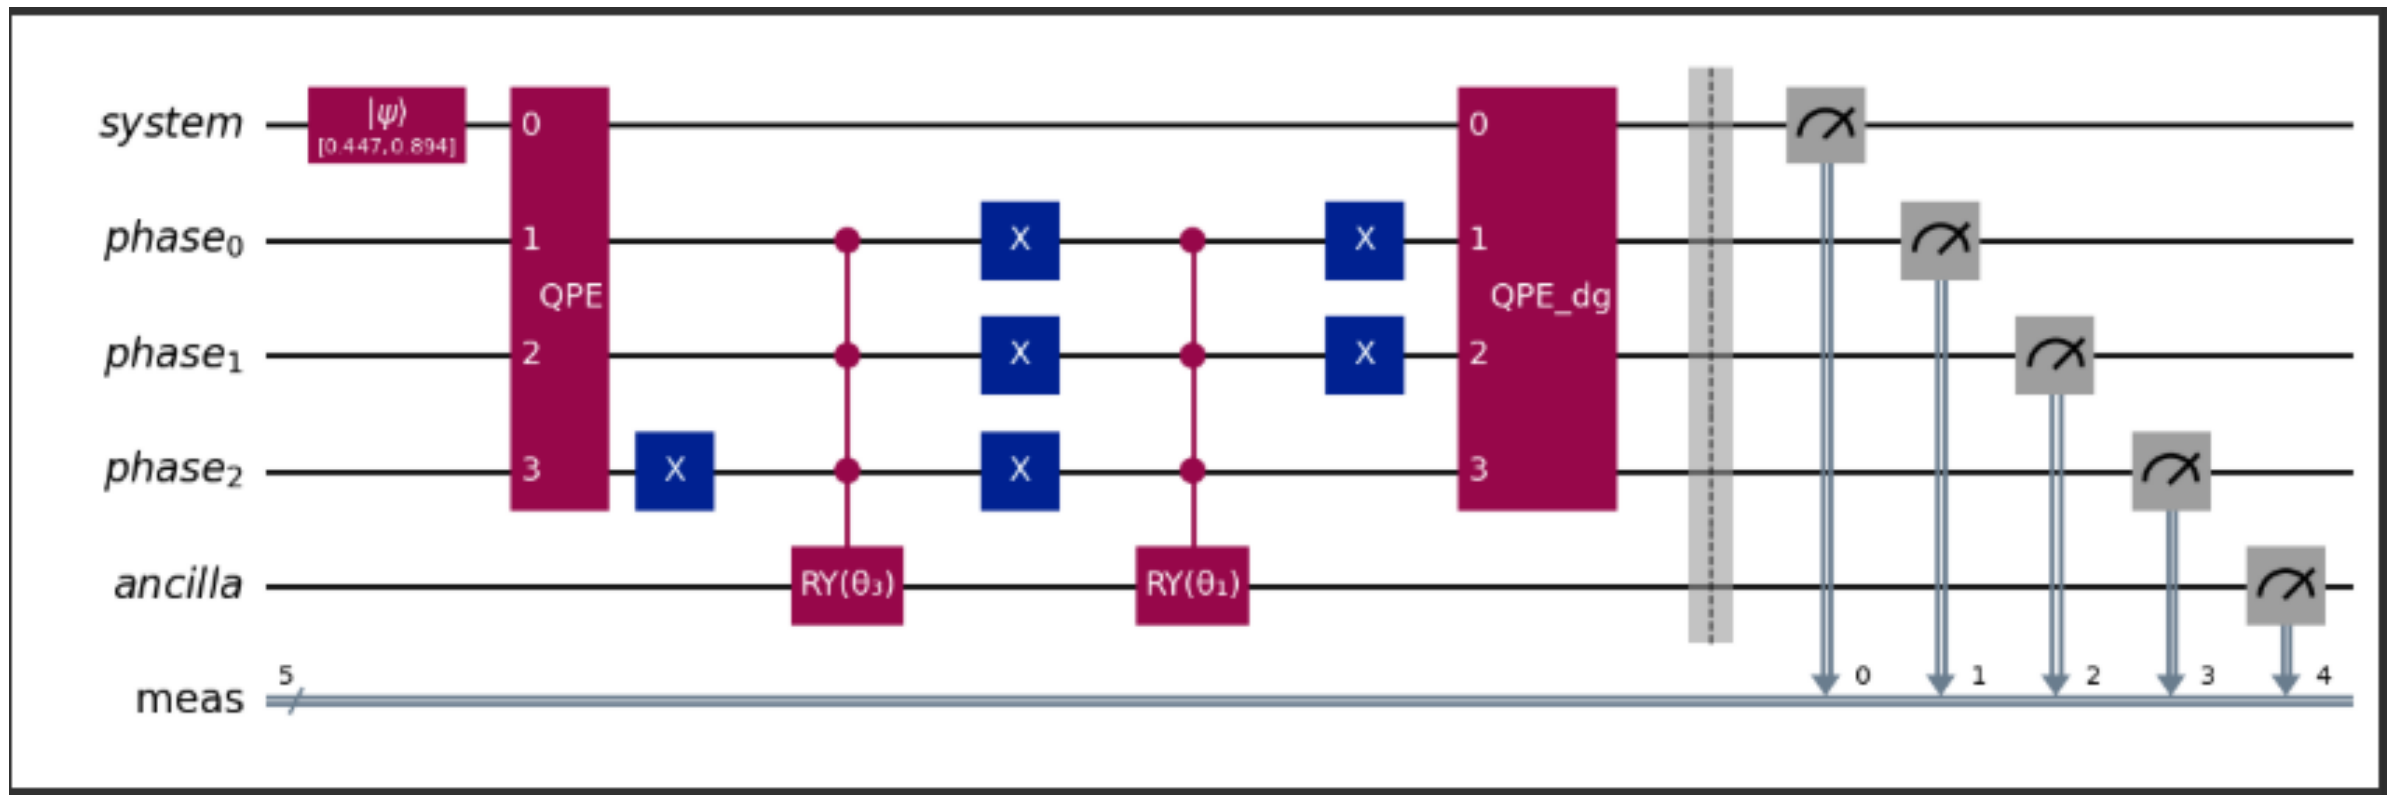 system
|ψ⟩
[0.447,0.894]
0
0
phase0
1
X
X
1
QPE
QPE_dg
phase1
2
X
X
2
phase2
3
X
X
3
ancilla
RY(θ₃)
RY(θ₁)
meas
5
0
1
2
3
4